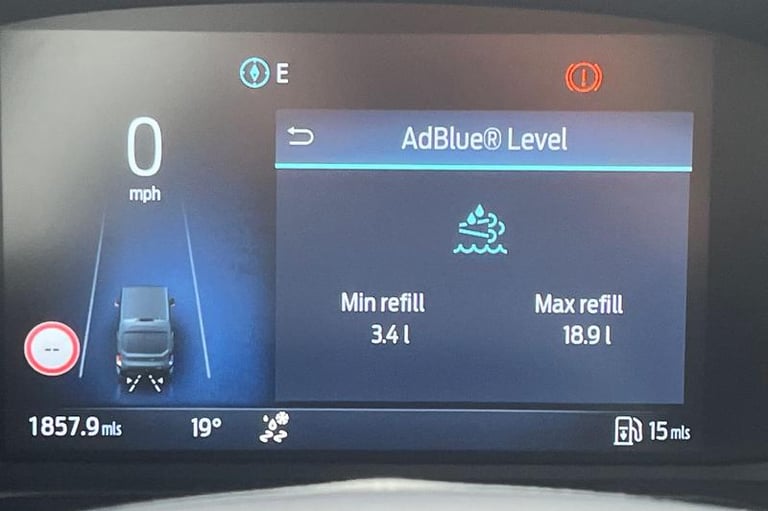 E
AdBlue® Level
0
mph
Min refill
3.4 l
Max refill
18.9 l
--
1857.9 mls
19°
15 mls